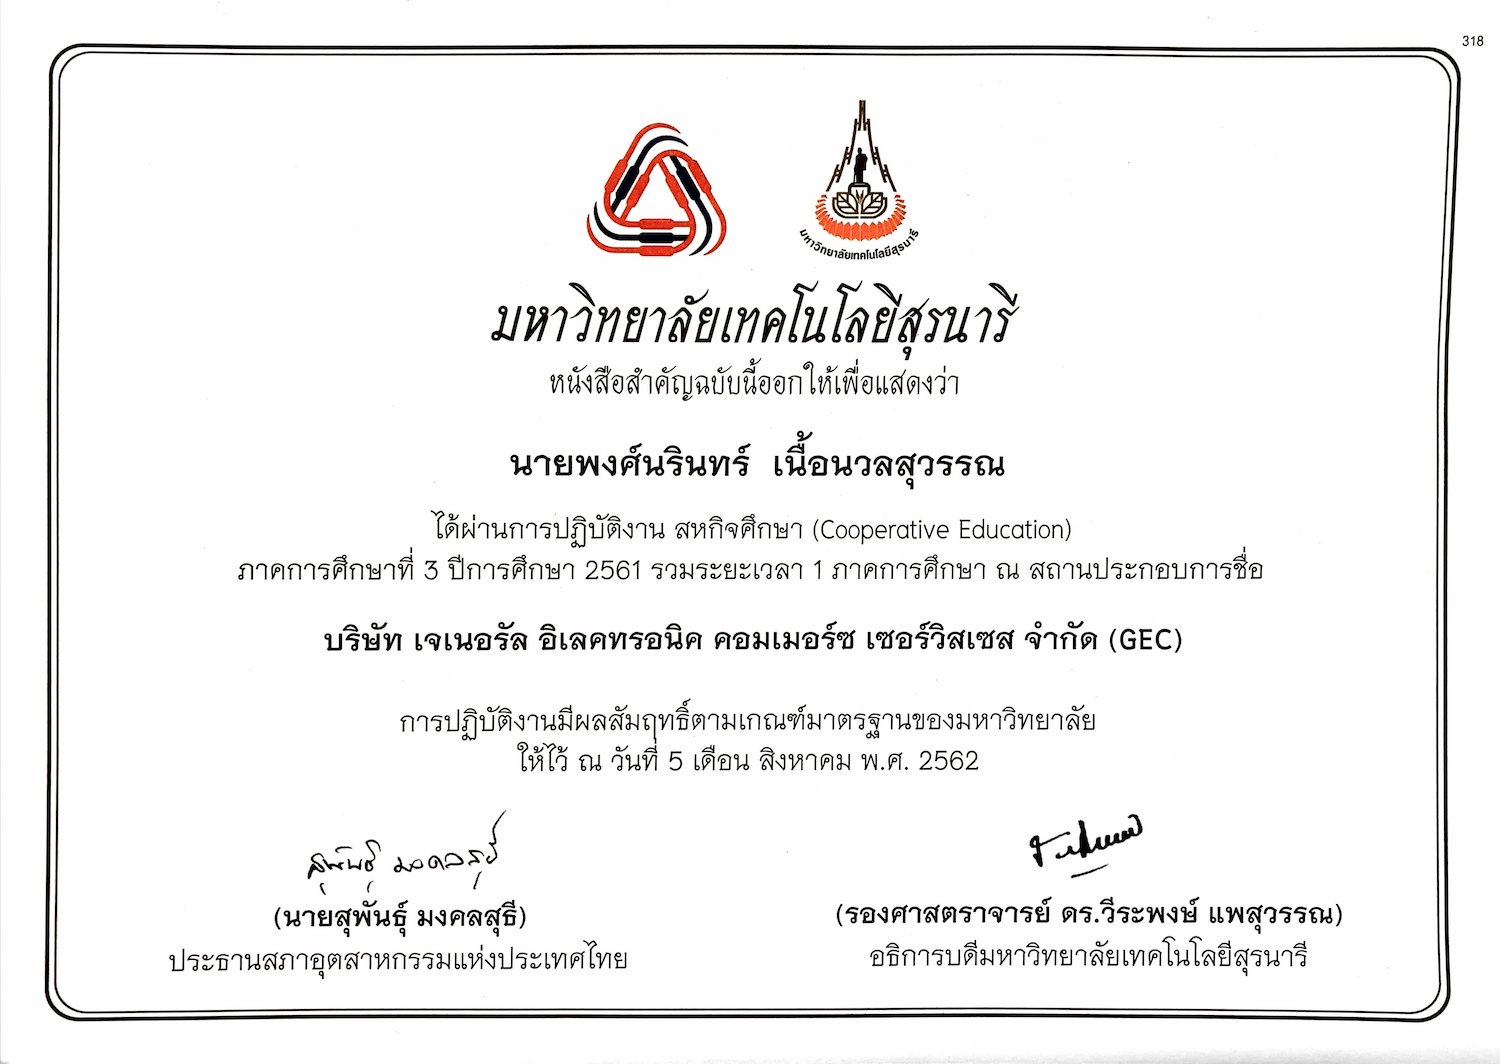 318
มหาวิทยาลัยเทคโนโลยีสุรนารี
มหาวิทยาลัยเทคโนโลยีสุรนารี
หนังสือสำคัญฉบับนี้ออกให้เพื่อแสดงว่า
นายพงศ์นรินทร์ เนื้อนวลสุวรรณ
ได้ผ่านการปฏิบัติงาน สหกิจศึกษา (Cooperative Education)
ภาคการศึกษาที่ 3 ปีการศึกษา 2561 รวมระยะเวลา 1 ภาคการศึกษา ณ สถานประกอบการชื่อ
บริษัท เจเนอรัล อิเลคทรอนิค คอมเมอร์ซ เซอร์วิสเซส จำกัด (GEC)
การปฏิบัติงานมีผลสัมฤทธิ์ตามเกณฑ์มาตรฐานของมหาวิทยาลัย
ให้ไว้ ณ วันที่ 5 เดือน สิงหาคม พ.ศ. 2562
สุพันธุ์ มงคลสุธี
(นายสุพันธุ์ มงคลสุธี)
ประธานสภาอุตสาหกรรมแห่งประเทศไทย
(รองศาสตราจารย์ ดร.วีระพงษ์ แพสุวรรณ)
อธิการบดีมหาวิทยาลัยเทคโนโลยีสุรนารี